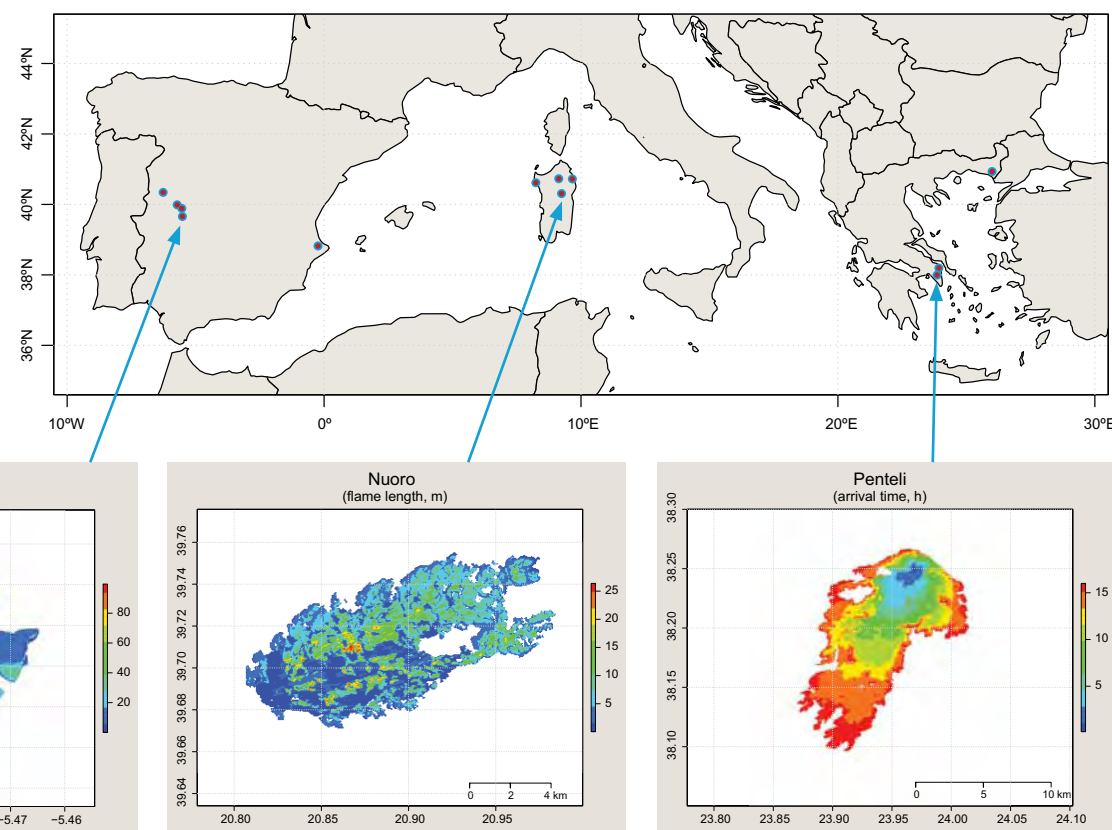 44ºN
42ºN
40ºN
38ºN
36ºN
10ºW
0º
10ºE
20ºE
30ºE
80
60
40
20
−5.47
−5.46
Nuoro
(flame length, m)
39.76
39.74
39.72
39.70
39.68
39.66
39.64
20.80
20.85
20.90
20.95
25
20
15
10
5
0 2 4 km
Penteli
(arrival time, h)
38.30
38.25
38.20
38.15
38.10
23.80
23.85
23.90
23.95
24.00
24.05
24.10
15
10
5
0 5 10 km